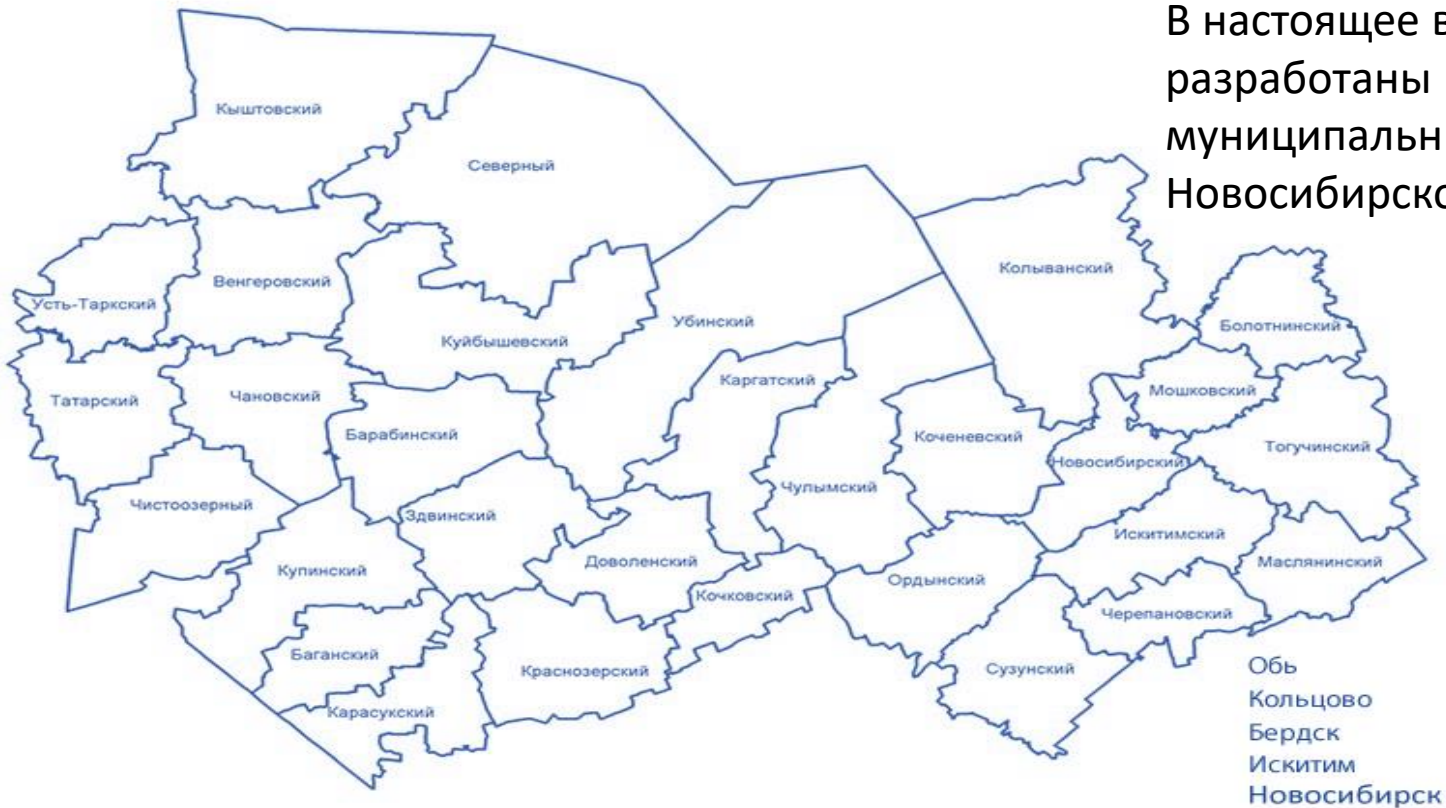 В настоящее в
разработаны
муниципальн
Новосибирско
Кыштовский
Северный
Колыванский
Венгеровский
Усть-Таркский
Убинский
Болотнинский
Куйбышевский
Каргатский
Мошковский
Татарский
Чановский
Барабинский
Коченевский
Тогучинский
Новосибирский
Чулымский
Чистоозерный
Здвинский
Искитимский
Доволенский
Маслянинский
Купинский
Ордынский
Кочковский
Черепановский
Баганский
Краснозерский
Сузунский
Карасукский
Обь
Кольцово
Бердск
Искитим
Новосибирск